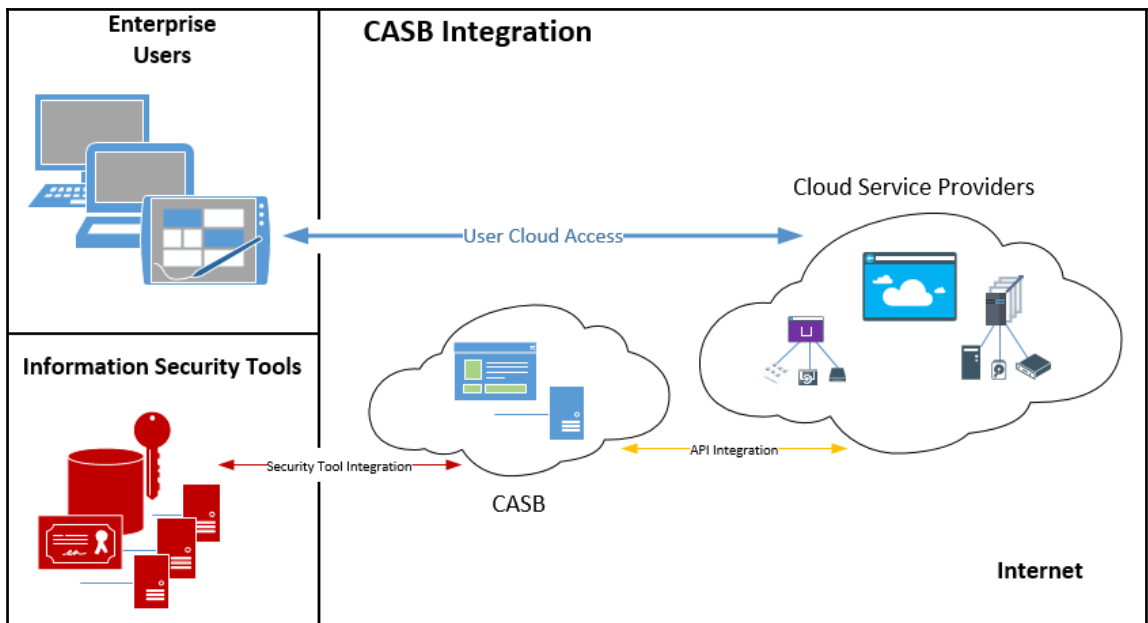 Enterprise
Users
CASB Integration
Cloud Service Providers
User Cloud Access
Information Security Tools
Security Tool Integration
API Integration
CASB
Internet